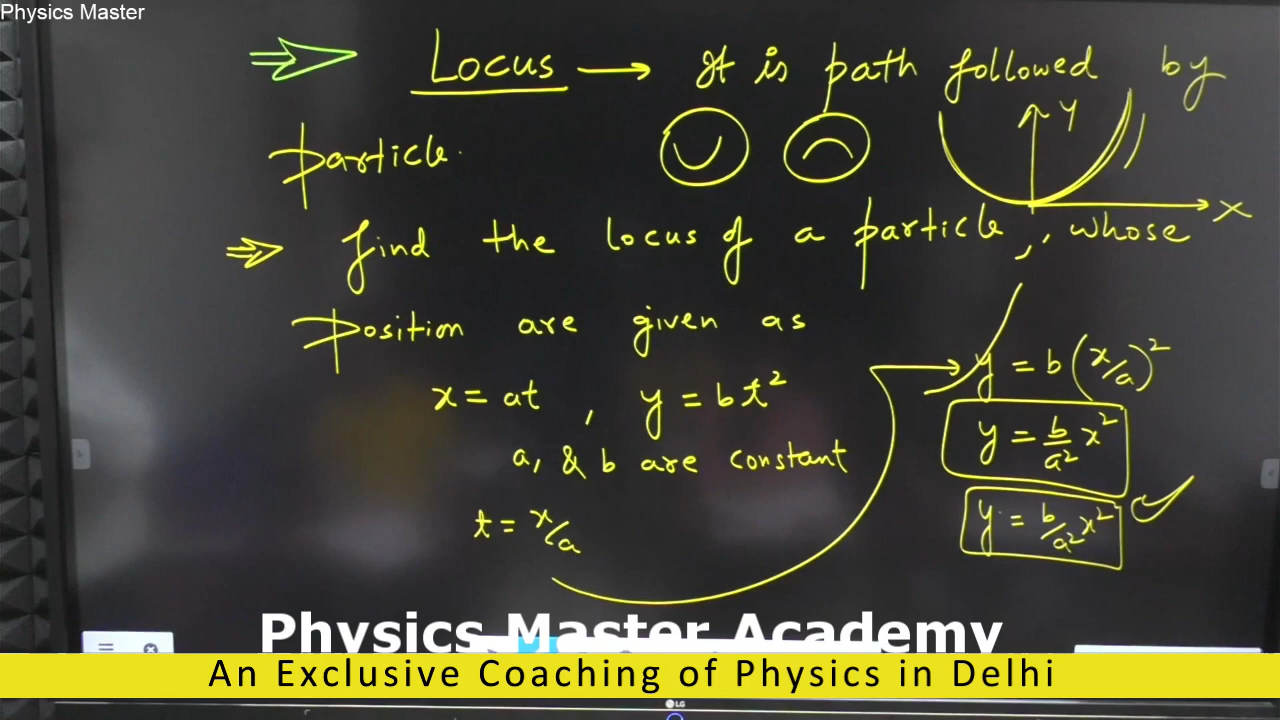 Physics Master
⇒ Locus → It is path followed by
particle.
Y
X
⇒ find the locus of a particle, whose
position are given as
x = at , y = bt²
a, & b are constant
t = x/a
y = b(x/a)²
y = b/a² x²
y = b/a² x²
Physics Master Academy
An Exclusive Coaching of Physics in Delhi
LG